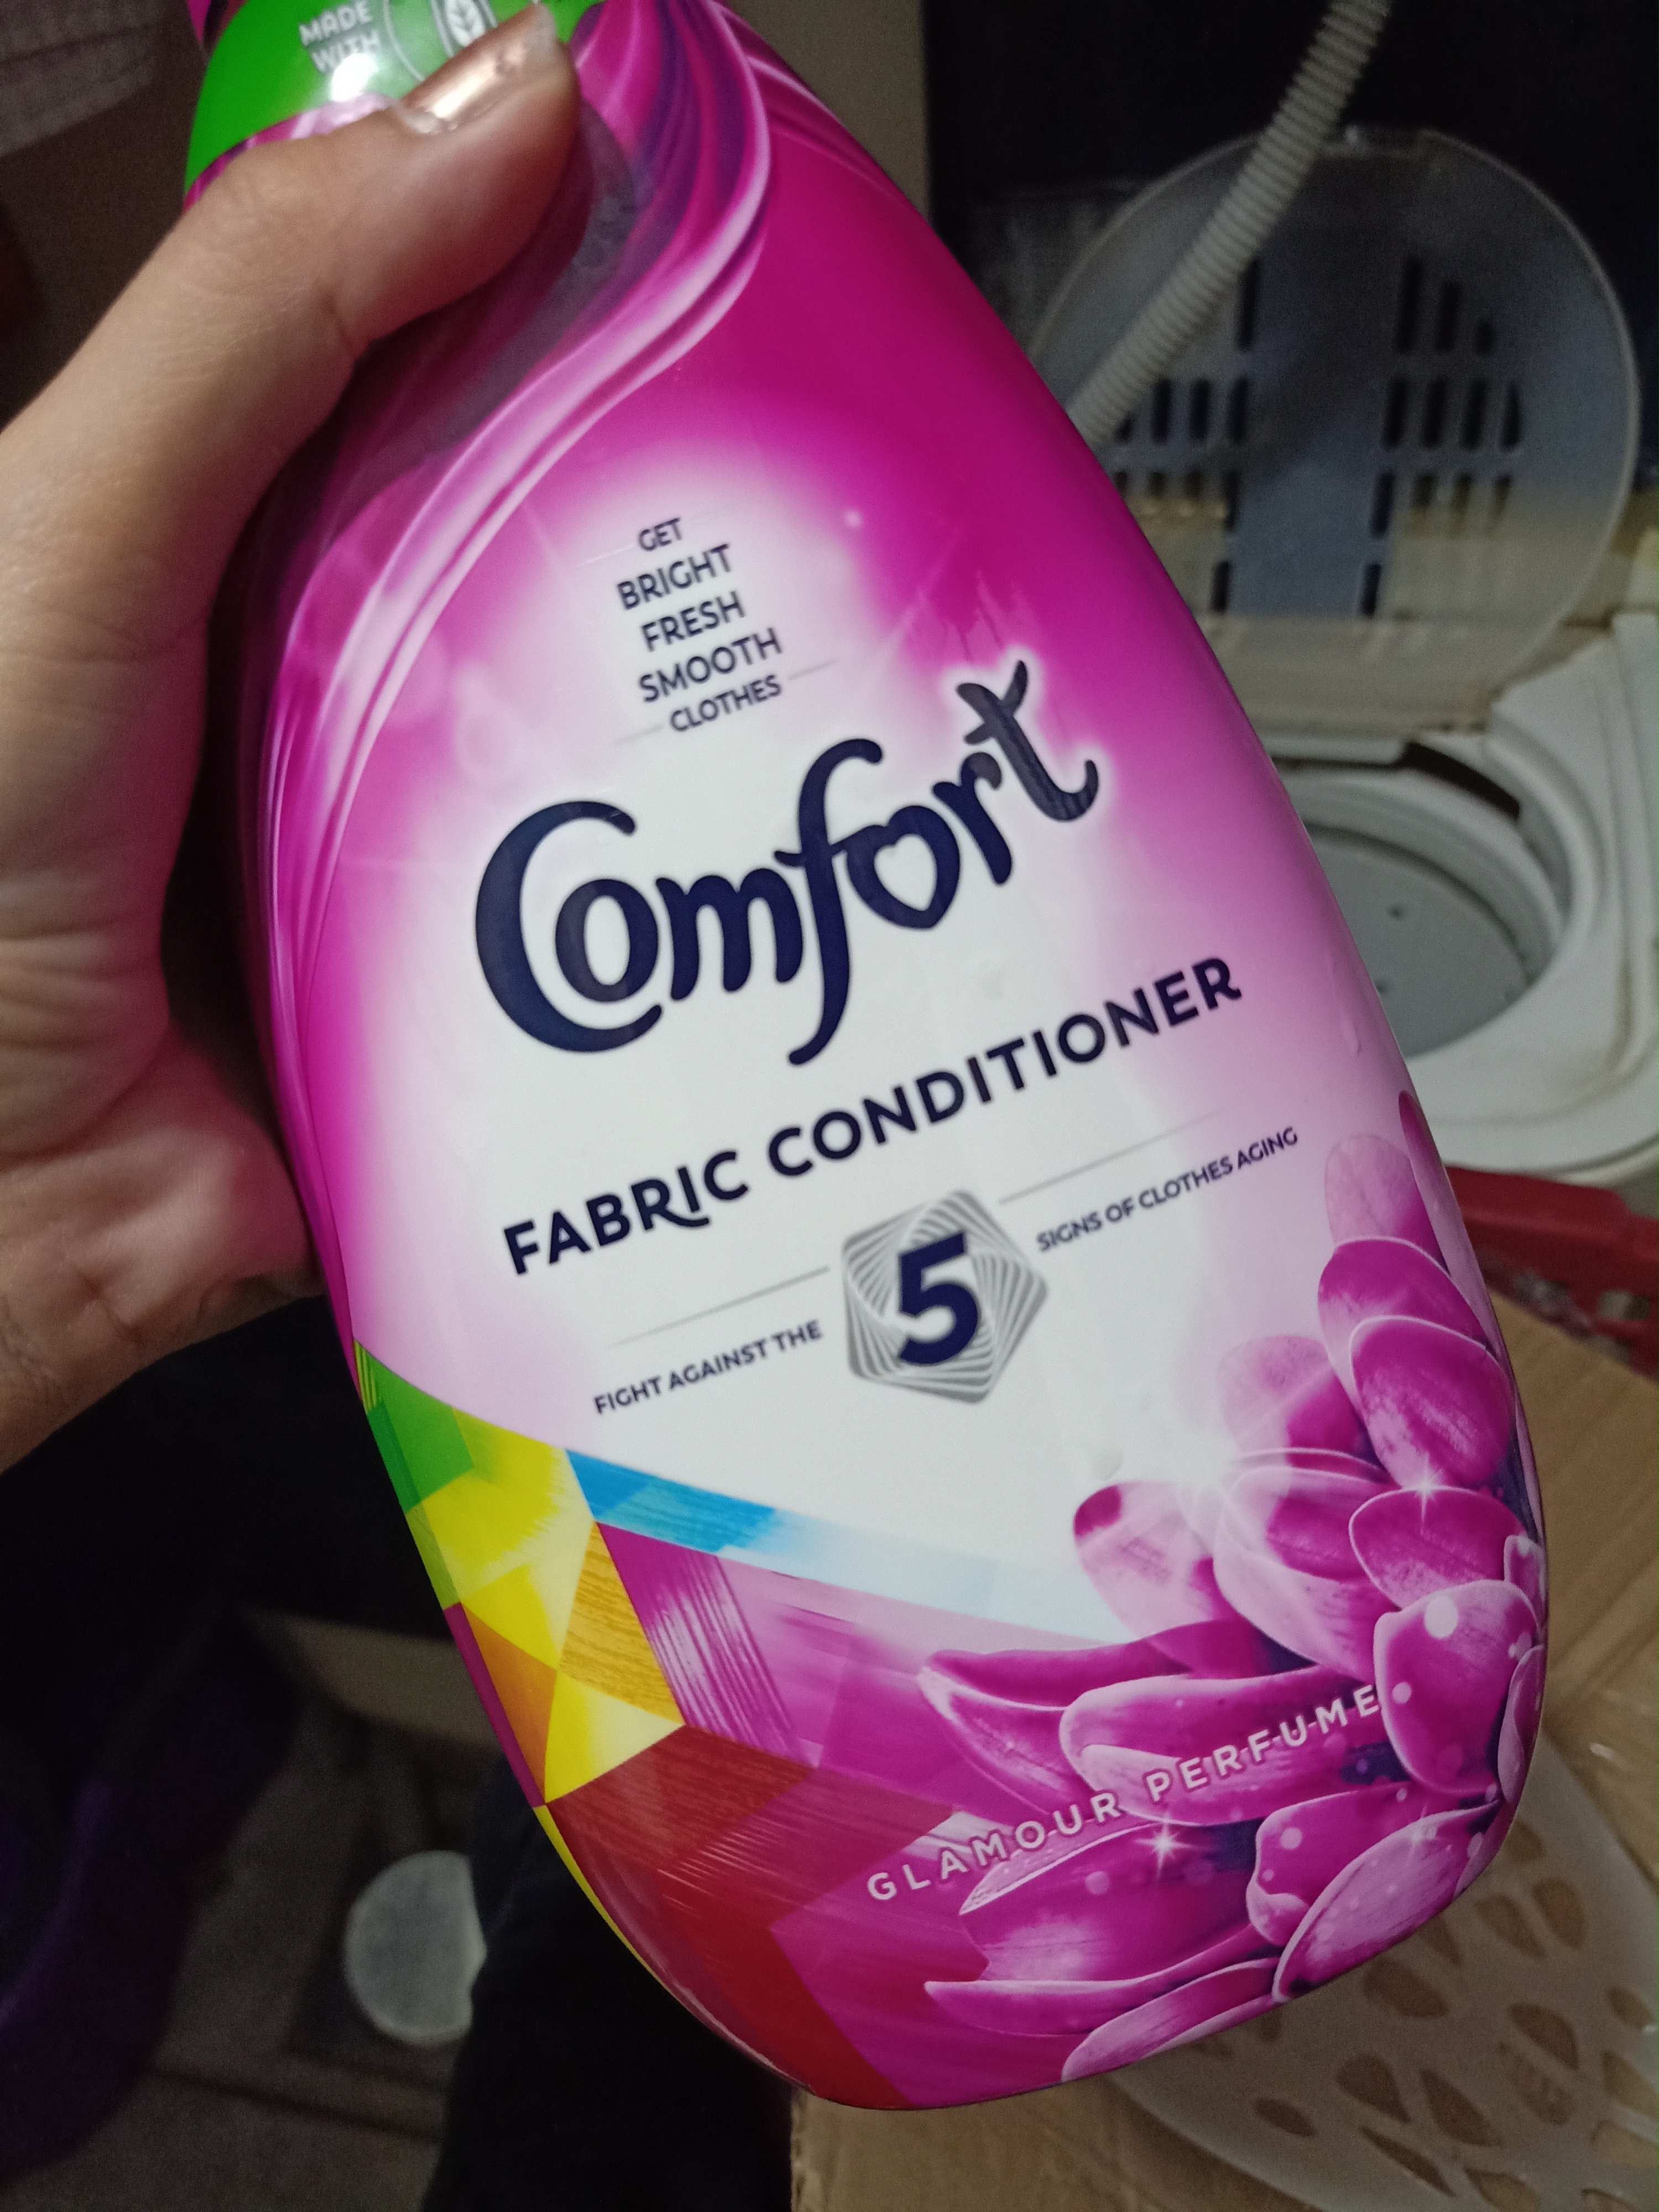 MADE
WITH
GET
BRIGHT
FRESH
SMOOTH
CLOTHES
Comfort
FABRIC CONDITIONER
FIGHT AGAINST THE 5 SIGNS OF CLOTHES AGING
GLAMOUR PERFUME